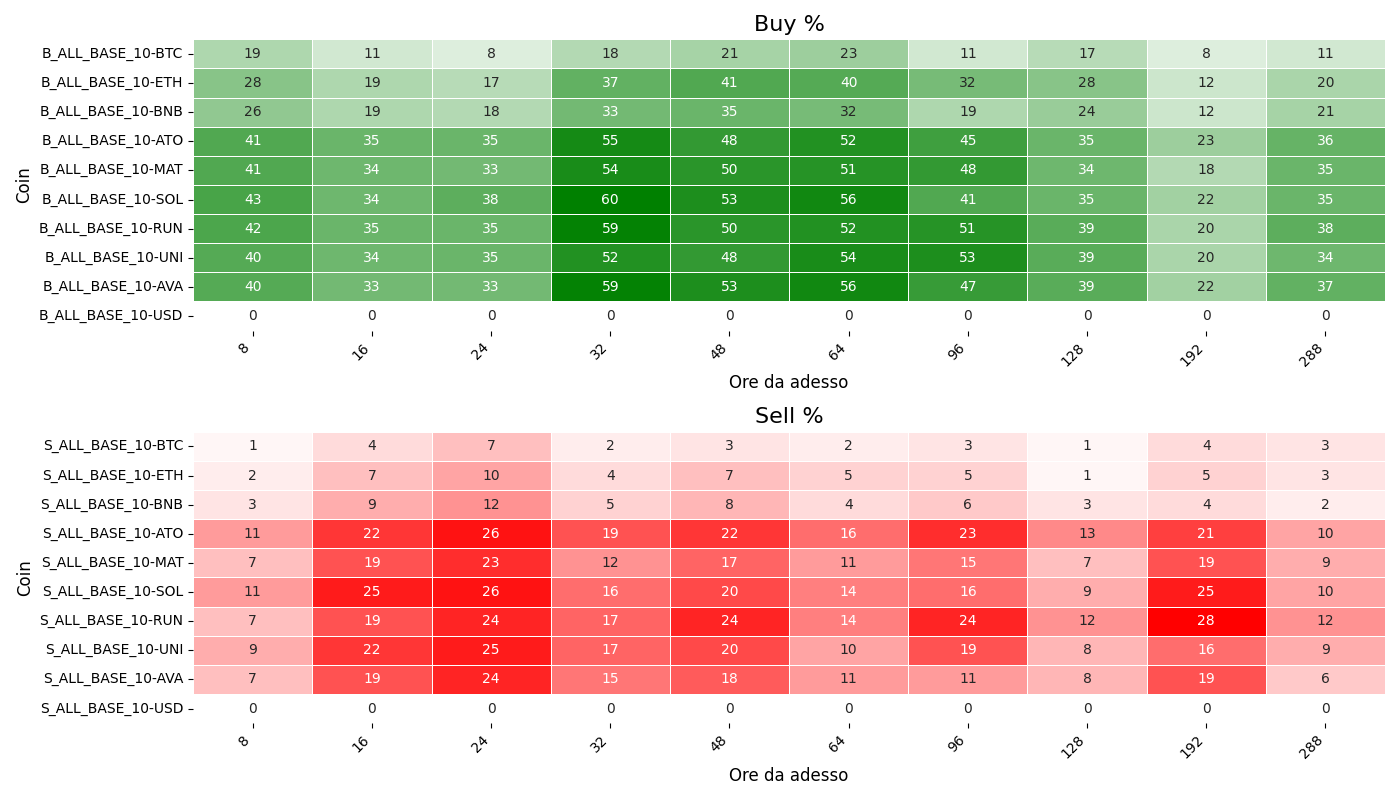 Buy %
Coin
B_ALL_BASE_10-BTC 19 11 8 18 21 23 11 17 8 11
B_ALL_BASE_10-ETH 28 19 17 37 41 40 32 28 12 20
B_ALL_BASE_10-BNB 26 19 18 33 35 32 19 24 12 21
B_ALL_BASE_10-ATO 41 35 35 55 48 52 45 35 23 36
B_ALL_BASE_10-MAT 41 34 33 54 50 51 48 34 18 35
B_ALL_BASE_10-SOL 43 34 38 60 53 56 41 35 22 35
B_ALL_BASE_10-RUN 42 35 35 59 50 52 51 39 20 38
B_ALL_BASE_10-UNI 40 34 35 52 48 54 53 39 20 34
B_ALL_BASE_10-AVA 40 33 33 59 53 56 47 39 22 37
B_ALL_BASE_10-USD 0 0 0 0 0 0 0 0 0 0
8 16 24 32 48 64 96 128 192 288
Ore da adesso
Sell %
Coin
S_ALL_BASE_10-BTC 1 4 7 2 3 2 3 1 4 3
S_ALL_BASE_10-ETH 2 7 10 4 7 5 5 1 5 3
S_ALL_BASE_10-BNB 3 9 12 5 8 4 6 3 4 2
S_ALL_BASE_10-ATO 11 22 26 19 22 16 23 13 21 10
S_ALL_BASE_10-MAT 7 19 23 12 17 11 15 7 19 9
S_ALL_BASE_10-SOL 11 25 26 16 20 14 16 9 25 10
S_ALL_BASE_10-RUN 7 19 24 17 24 14 24 12 28 12
S_ALL_BASE_10-UNI 9 22 25 17 20 10 19 8 16 9
S_ALL_BASE_10-AVA 7 19 24 15 18 11 11 8 19 6
S_ALL_BASE_10-USD 0 0 0 0 0 0 0 0 0 0
8 16 24 32 48 64 96 128 192 288
Ore da adesso